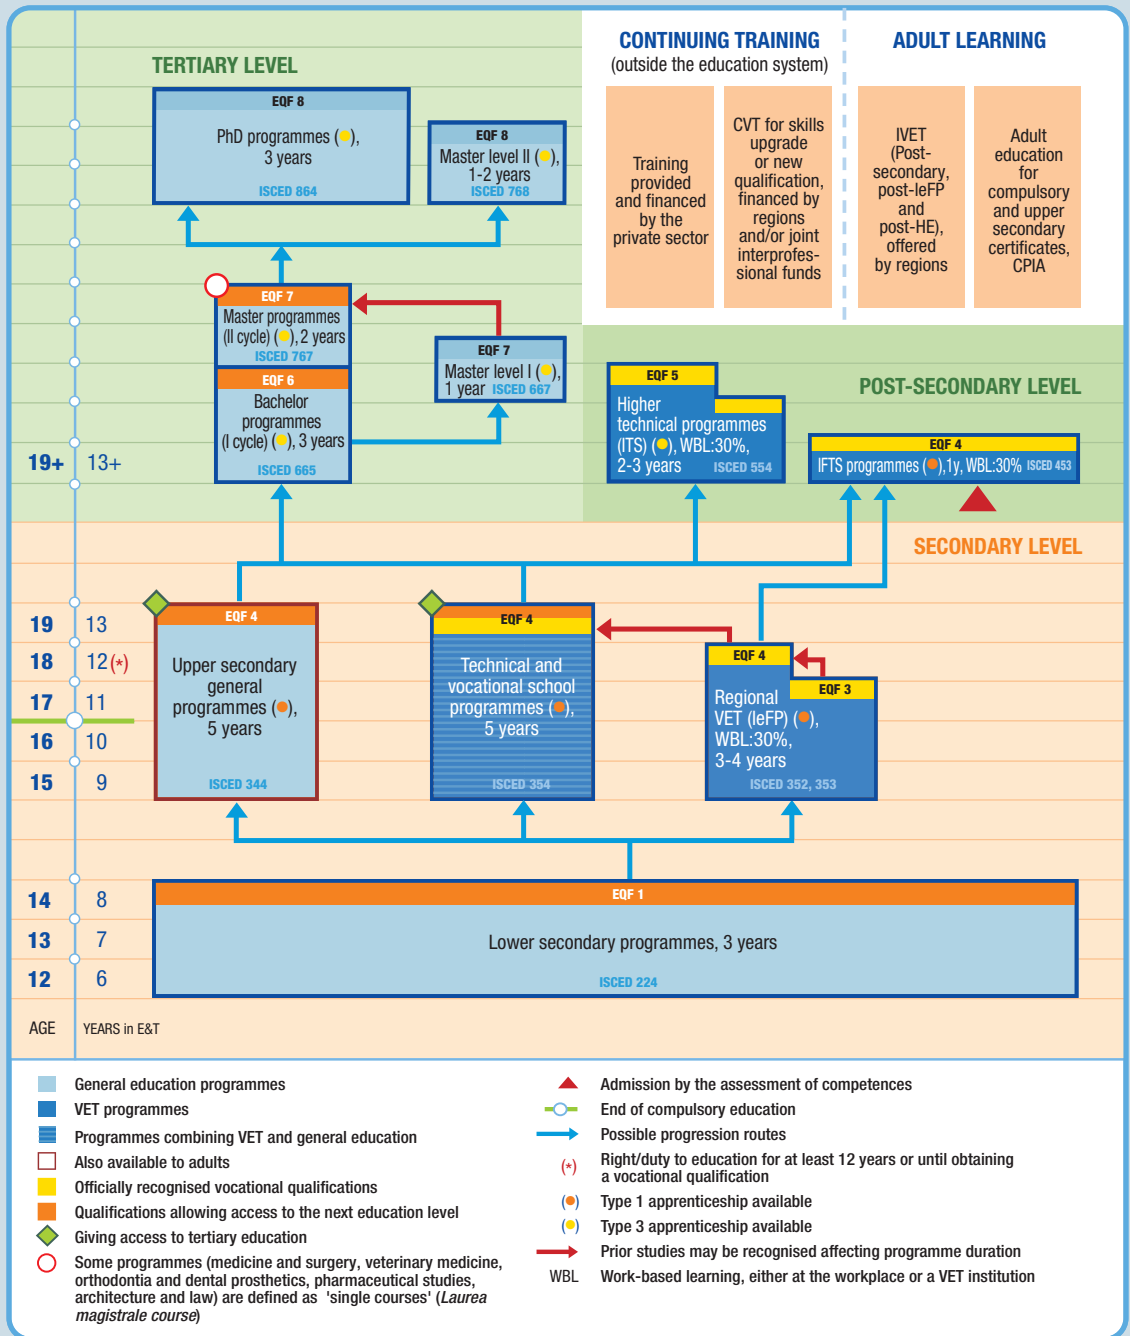 TERTIARY LEVEL
EQF 8
PhD programmes (●),
3 years
ISCED 864
EQF 8
Master level II (●),
1-2 years
ISCED 768
CONTINUING TRAINING
(outside the education system)
Training
provided
and financed
by the
private sector
CVT for skills
upgrade
or new
qualification,
financed by
regions
and/or joint
interprofes-
sional funds
ADULT LEARNING
IVET
(Post-
secondary,
post-IeFP
and
post-HE),
offered
by regions
Adult
education
for
compulsory
and upper
secondary
certificates,
CPIA
EQF 7
Master programmes
(II cycle) (●), 2 years
ISCED 767
EQF 6
Bachelor
programmes
(I cycle) (●), 3 years
ISCED 665
EQF 7
Master level I (●),
1 year ISCED 667
POST-SECONDARY LEVEL
EQF 5
Higher
technical programmes
(ITS) (●), WBL:30%,
2-3 years ISCED 554
EQF 4
IFTS programmes (●),1y, WBL:30% ISCED 453
19+ 13+
SECONDARY LEVEL
19 13
18 12(*)
17 11
16 10
15 9
EQF 4
Upper secondary
general
programmes (●),
5 years
ISCED 344
EQF 4
Technical and
vocational school
programmes (●),
5 years
ISCED 354
EQF 4
EQF 3
Regional
VET (IeFP) (●),
WBL:30%,
3-4 years
ISCED 352, 353
14 8
13 7
12 6
EQF 1
Lower secondary programmes, 3 years
ISCED 224
AGE YEARS in E&T
General education programmes
VET programmes
Programmes combining VET and general education
Also available to adults
Officially recognised vocational qualifications
Qualifications allowing access to the next education level
Giving access to tertiary education
Some programmes (medicine and surgery, veterinary medicine,
orthodontia and dental prosthetics, pharmaceutical studies,
architecture and law) are defined as 'single courses' (Laurea
magistrale course)
Admission by the assessment of competences
End of compulsory education
Possible progression routes
(*) Right/duty to education for at least 12 years or until obtaining
a vocational qualification
(●) Type 1 apprenticeship available
(●) Type 3 apprenticeship available
Prior studies may be recognised affecting programme duration
WBL Work-based learning, either at the workplace or a VET institution